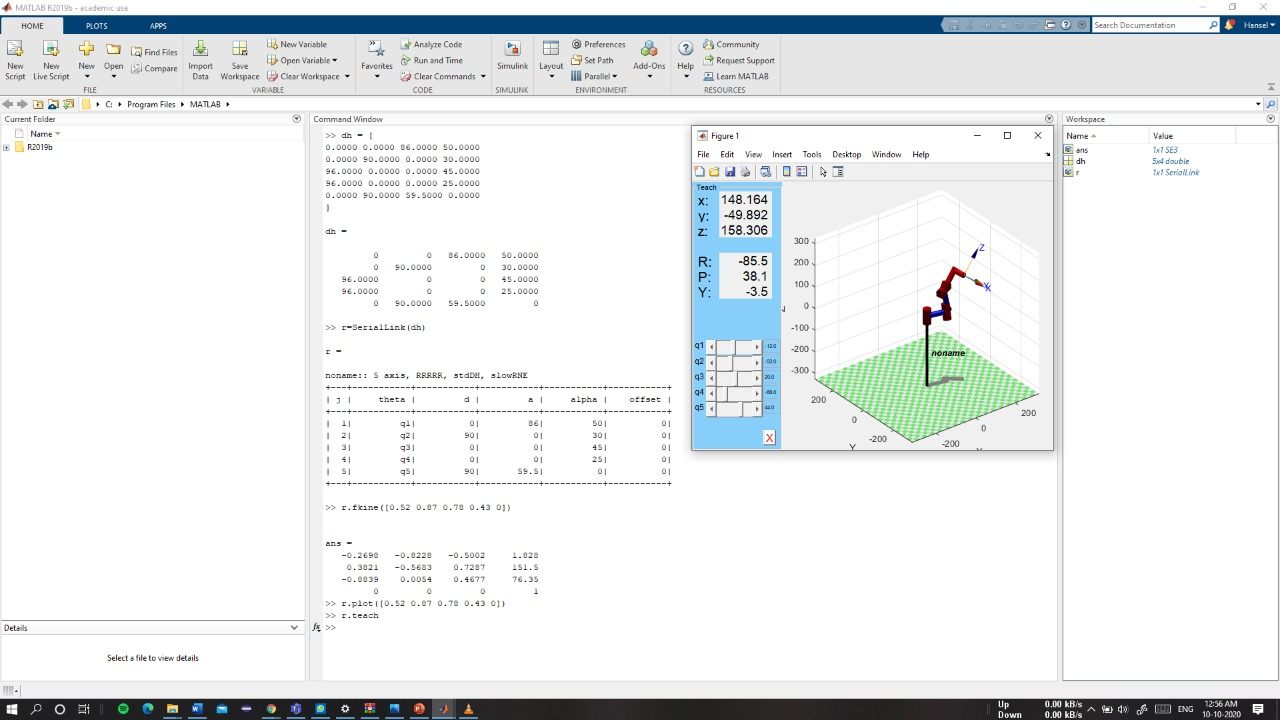 MATLAB R2019b - academic use
HOME PLOTS APPS
Search Documentation Hansel
New Script New Live Script New Open Find Files Compare
FILE
Import Data Save Workspace New Variable Open Variable Clear Workspace
VARIABLE
Favorites Analyze Code Run and Time Clear Commands
CODE
Simulink
SIMULINK
Layout Preferences Set Path Parallel Add-Ons
ENVIRONMENT
Help Community Request Support Learn MATLAB
RESOURCES
C: Program Files MATLAB
Current Folder
Name
R2019b
Details
Select a file to view details
Command Window
>> dh = [
0.0000 0.0000 86.0000 50.0000
0.0000 90.0000 0.0000 30.0000
96.0000 0.0000 0.0000 45.0000
96.0000 0.0000 0.0000 25.0000
0.0000 90.0000 59.5000 0.0000
]
dh =
0 0 86.0000 50.0000
0 90.0000 0 30.0000
96.0000 0 0 45.0000
96.0000 0 0 25.0000
0 90.0000 59.5000 0
>> r=SerialLink(dh)
r =
noname:: 5 axis, RRRRR, stdDH, slowRNE
+---+-----------+-----------+-----------+-----------+-----------+
| j | theta | d | a | alpha | offset |
+---+-----------+-----------+-----------+-----------+-----------+
| 1| q1| 0| 86| 50| 0|
| 2| q2| 90| 0| 30| 0|
| 3| q3| 0| 0| 45| 0|
| 4| q4| 0| 0| 25| 0|
| 5| q5| 90| 59.5| 0| 0|
+---+-----------+-----------+-----------+-----------+-----------+
>> r.fkine([0.52 0.87 0.78 0.43 0])
ans =
-0.2698 -0.8228 -0.5002 1.828
0.3821 -0.5683 0.7287 151.5
-0.8839 0.0054 0.4677 76.35
0 0 0 1
>> r.plot([0.52 0.87 0.78 0.43 0])
>> r.teach
fx >>
Figure 1
File Edit View Insert Tools Desktop Window Help
Teach
x: 148.164
y: -49.892
z: 158.306
R: -85.5
P: 38.1
Y: -3.5
q1 -12.0
q2
q3 20.0
q4
q5 44.0
X
300
200
100
0
-100
-200
-300
200
0
-200
Y
-200
0
200
noname
Z
Workspace
Name Value
ans 1x1 SE3
dh 5x4 double
r 1x1 SerialLink
Up 0.00 kB/s
Down 0.00 kB/s
ENG
12:56 AM
10-10-2020